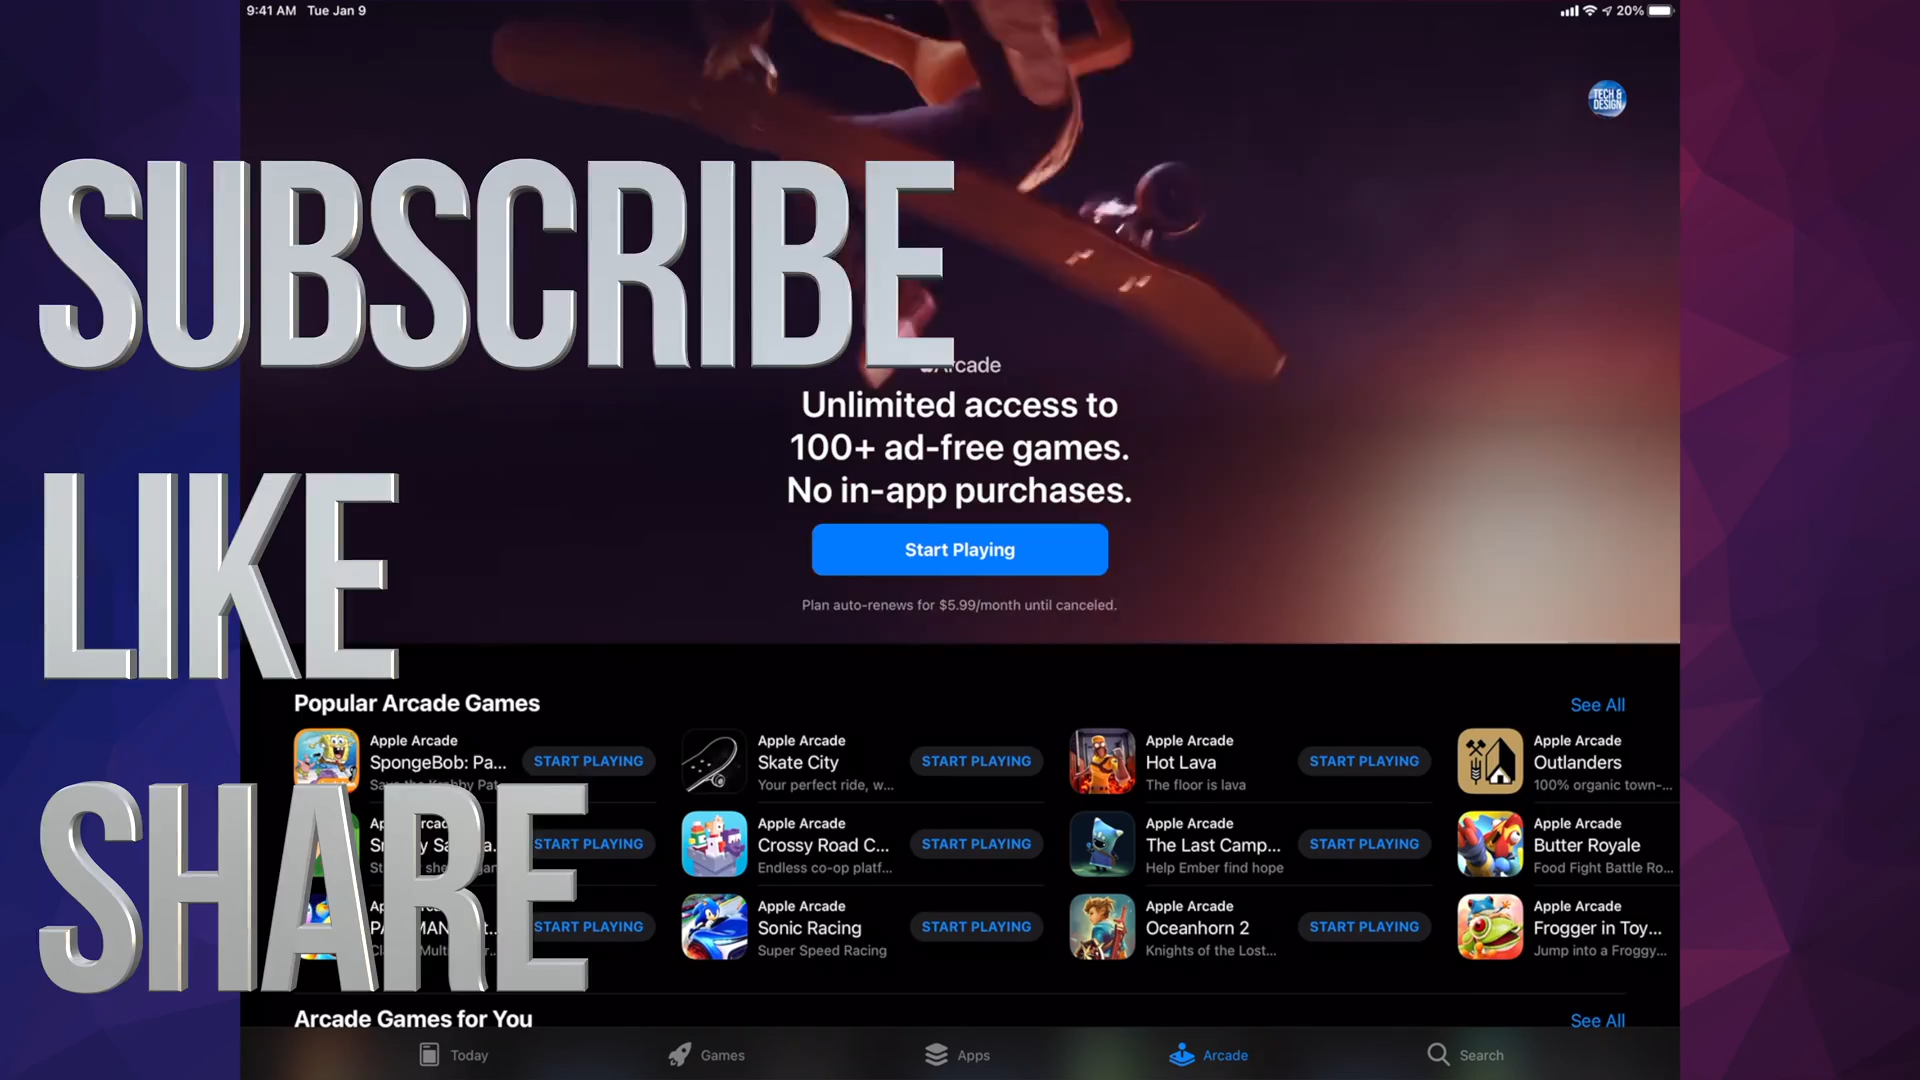 9:41 AM Tue Jan 9
20%
TECH &
DESIGN
SUBSCRIBE
LIKE
SHARE
Unlimited access to
100+ ad-free games.
No in-app purchases.
Start Playing
Plan auto-renews for $5.99/month until canceled.
Popular Arcade Games
See All
Apple Arcade
SpongeBob: Pa...
START PLAYING
Apple Arcade
Skate City
Your perfect ride, w...
START PLAYING
Apple Arcade
Hot Lava
The floor is lava
START PLAYING
Apple Arcade
Outlanders
100% organic town-...
START PLAYING
Apple Arcade
Crossy Road C...
Endless co-op platf...
START PLAYING
Apple Arcade
The Last Camp...
Help Ember find hope
START PLAYING
Apple Arcade
Butter Royale
Food Fight Battle Ro...
START PLAYING
Apple Arcade
Sonic Racing
Super Speed Racing
START PLAYING
Apple Arcade
Oceanhorn 2
Knights of the Lost...
START PLAYING
Apple Arcade
Frogger in Toy...
Jump into a Froggy...
Arcade Games for You
See All
Today
Games
Apps
Arcade
Search